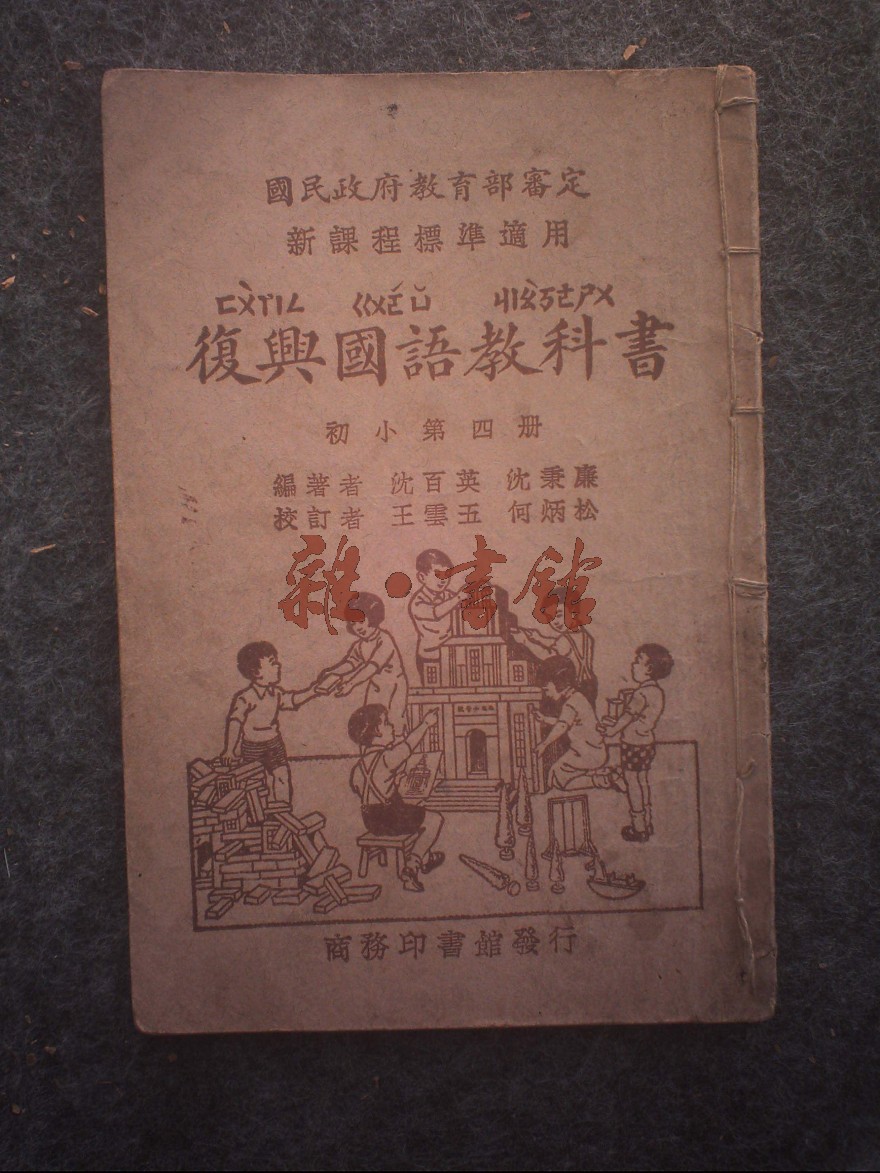 國民政府教育部審定
新課程標準適用
ㄈㄨˋㄒㄧㄥ ㄍㄨㄛˊㄩˇ ㄐㄧㄠˋㄎㄜㄕㄨ
復興國語教科書
初小第四册
編著者 沈百英 沈秉廉
校訂者 王雲五 何炳松
雜·書館
商務印書館發行